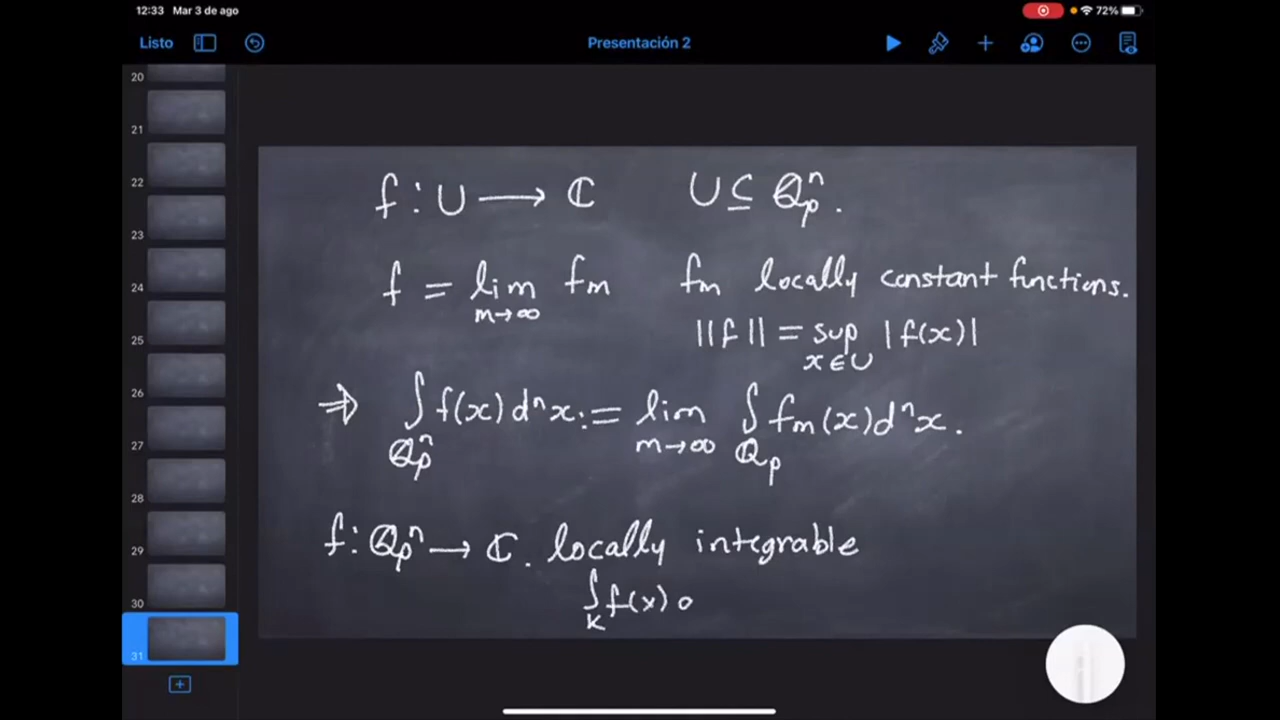 12:33 Mar 3 de ago
72%
Listo
Presentación 2
20
21
22
23
24
25
26
27
28
29
30
31
f : U ⟶ ℂ U ⊆ ℚₚⁿ.
f = lim fₘ fₘ locally constant functions.
m→∞
||f|| = sup |f(x)|
x∈U
⇒ ∫ f(x)dⁿx := lim ∫ fₘ(x)dⁿx.
ℚₚⁿ m→∞ ℚₚ
f : ℚₚⁿ → ℂ. locally integrable
∫ f(x) o
K